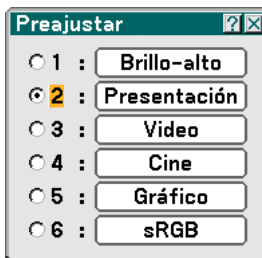 Preajustar
1 : Brillo-alto
2 : Presentación
3 : Video
4 : Cine
5 : Gráfico
6 : sRGB